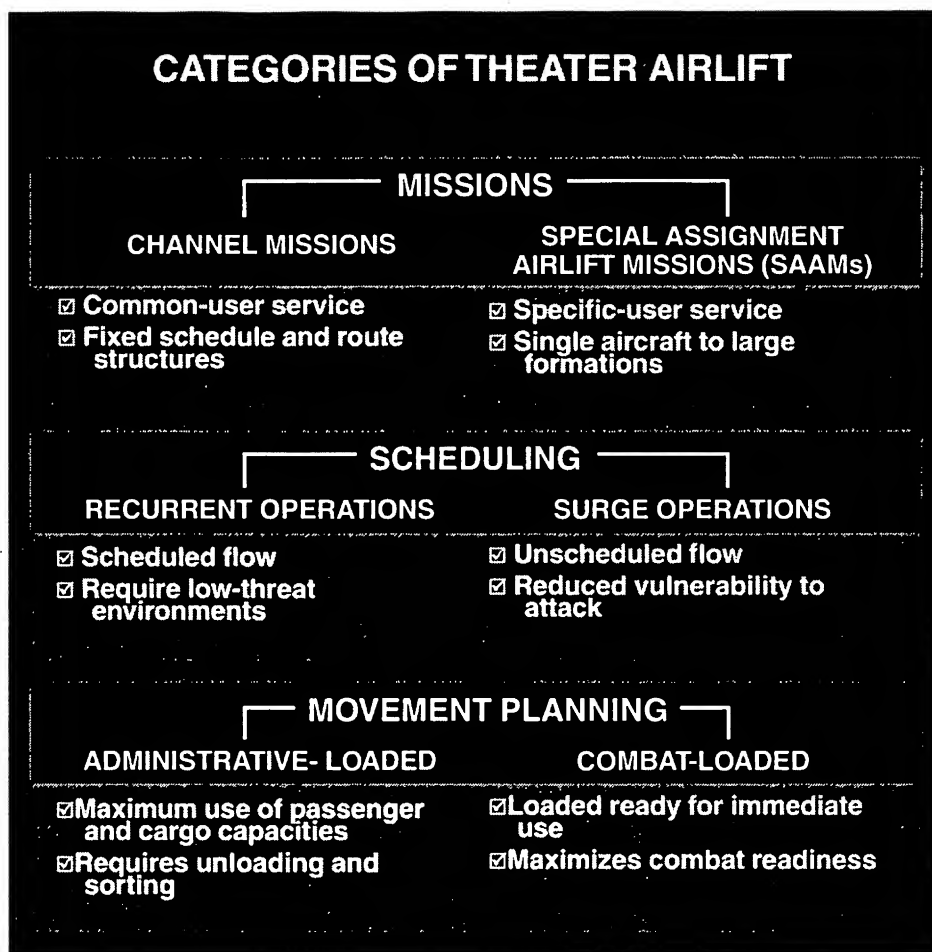 CATEGORIES OF THEATER AIRLIFT
MISSIONS
CHANNEL MISSIONS
☑ Common-user service
☑ Fixed schedule and route
structures
SPECIAL ASSIGNMENT
AIRLIFT MISSIONS (SAAMs)
☑ Specific-user service
☑ Single aircraft to large
formations
SCHEDULING
RECURRENT OPERATIONS
☑ Scheduled flow
☑ Require low-threat
environments
SURGE OPERATIONS
☑ Unscheduled flow
☑ Reduced vulnerability to
attack
MOVEMENT PLANNING
ADMINISTRATIVE- LOADED
☑Maximum use of passenger
and cargo capacities
☑Requires unloading and
sorting
COMBAT-LOADED
☑Loaded ready for immediate
use
☑Maximizes combat readiness